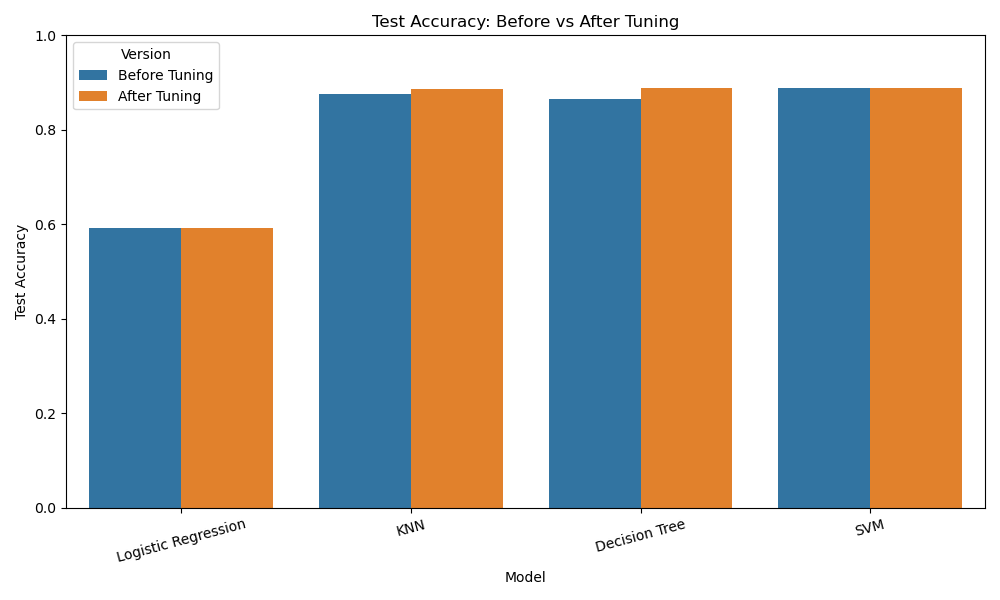 Test Accuracy: Before vs After Tuning
Version
Before Tuning
After Tuning
Test Accuracy
1.0
0.8
0.6
0.4
0.2
0.0
Logistic Regression
KNN
Decision Tree
SVM
Model